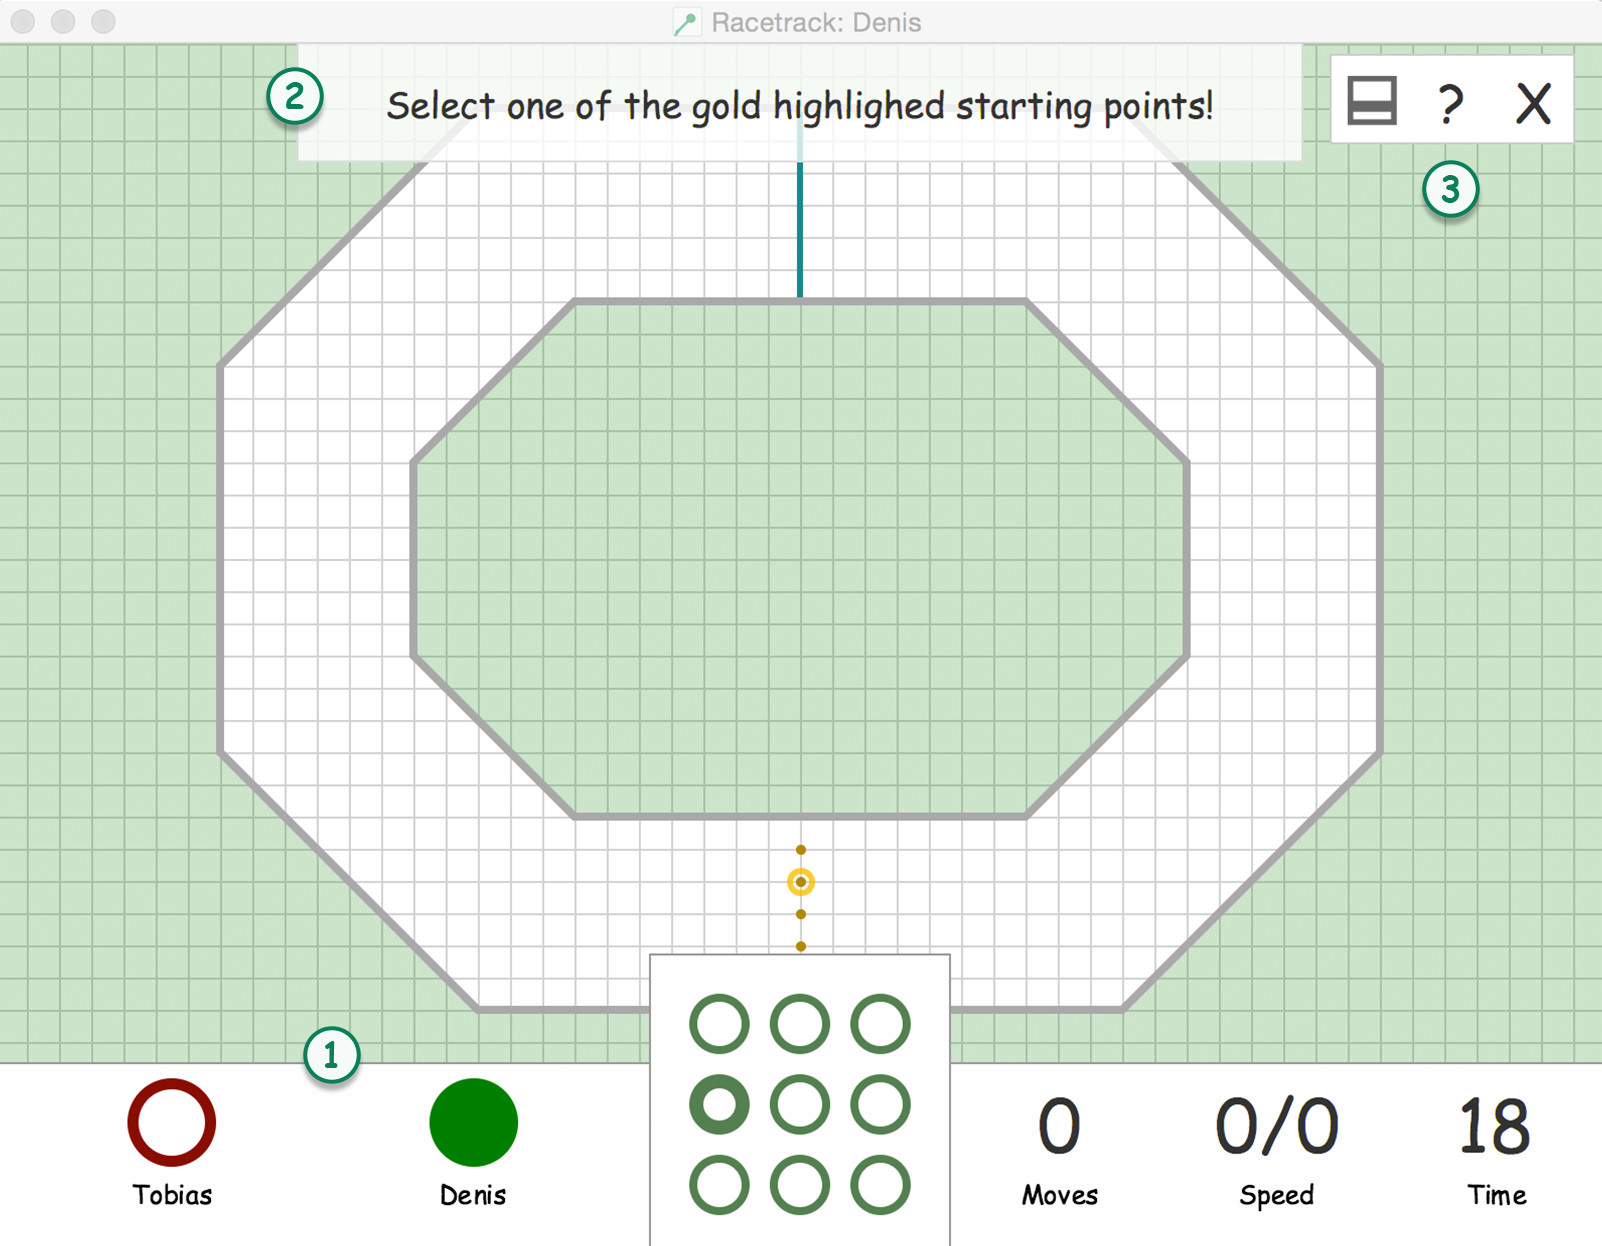 Racetrack: Denis
2
Select one of the gold highlighed starting points!
? X
3
1
0 0/0 18
Tobias Denis Moves Speed Time